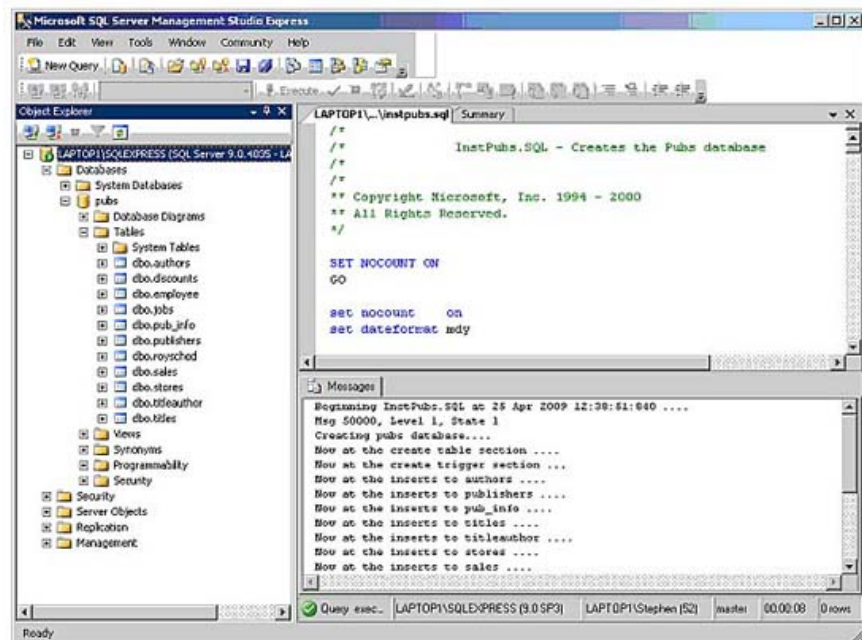 Microsoft SQL Server Management Studio Express
File Edit View Tools Window Community Help
New Query
Execute
Object Explorer
LAPTOP1\SQLEXPRESS (SQL Server 9.0.4035 - LA
Databases
System Databases
pubs
Database Diagrams
Tables
System Tables
dbo.authors
dbo.discounts
dbo.employee
dbo.jobs
dbo.pub_info
dbo.publishers
dbo.roysched
dbo.sales
dbo.stores
dbo.titleauthor
dbo.titles
Views
Synonyms
Programmability
Security
Security
Server Objects
Replication
Management
LAPTOP1\...\instpubs.sql Summary
/*
/* InstPubs.SQL - Creates the Pubs database
/*
/*
** Copyright Microsoft, Inc. 1994 - 2000
** All Rights Reserved.
*/
SET NOCOUNT ON
GO
set nocount on
set dateformat mdy
Messages
Beginning InstPubs.SQL at 25 Apr 2009 12:38:51:840 ....
Msg 50000, Level 1, State 1
Creating pubs database....
Now at the create table section ....
Now at the create trigger section ...
Now at the inserts to authors ....
Now at the inserts to publishers ....
Now at the inserts to pub_info ....
Now at the inserts to titles ....
Now at the inserts to titleauthor ....
Now at the inserts to stores ....
Now at the inserts to sales ....
Query exec... LAPTOP1\SQLEXPRESS (9.0 SP3) LAPTOP1\Stephen (52) master 00:00:08 0 rows
Ready